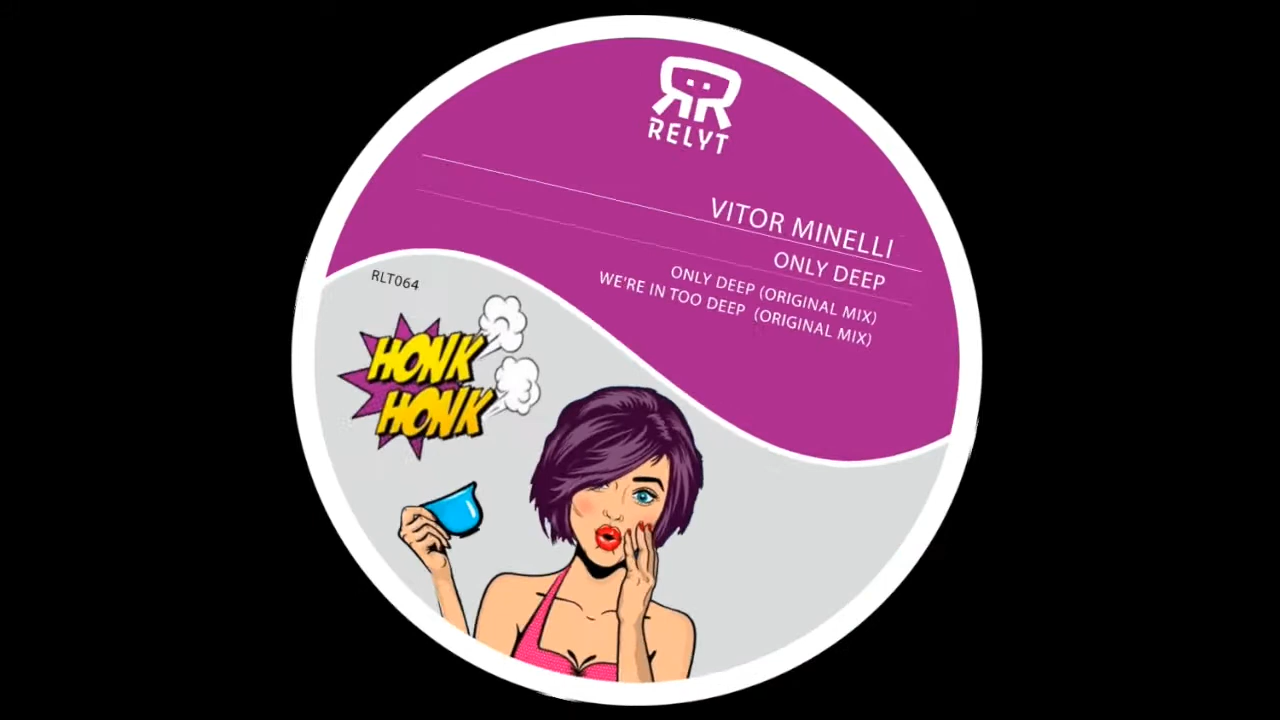 RELYT
VITOR MINELLI
ONLY DEEP
ONLY DEEP (ORIGINAL MIX)
WE'RE IN TOO DEEP (ORIGINAL MIX)
RLT064
HONK
HONK